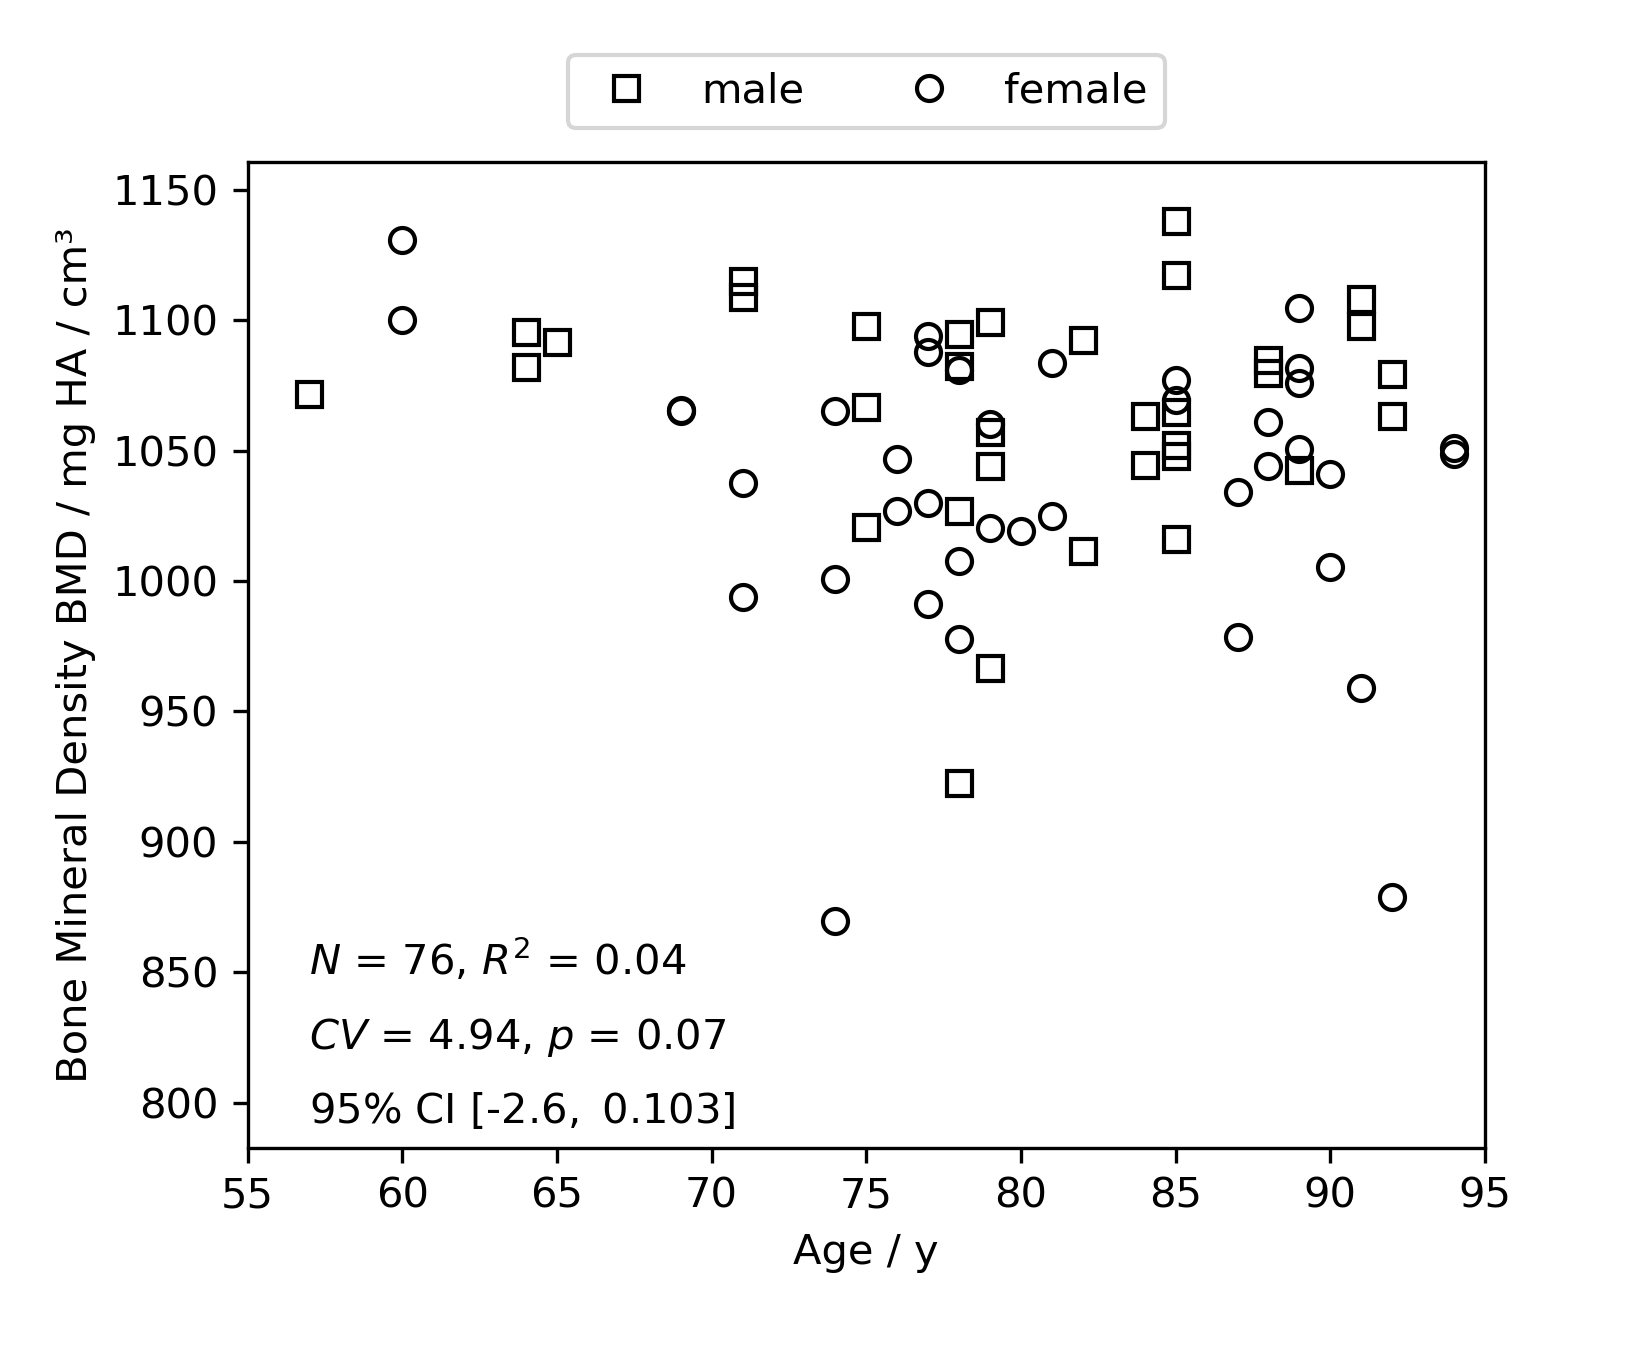 male female
Bone Mineral Density BMD / mg HA / cm³
1150
1100
1050
1000
950
900
850
800
N = 76, R² = 0.04
CV = 4.94, p = 0.07
95% CI [-2.6, 0.103]
55 60 65 70 75 80 85 90 95
Age / y